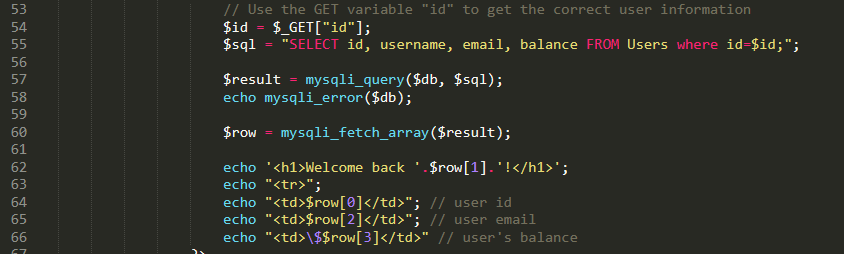 53 // Use the GET variable "id" to get the correct user information
54 $id = $_GET["id"];
55 $sql = "SELECT id, username, email, balance FROM Users where id=$id;";
56
57 $result = mysqli_query($db, $sql);
58 echo mysqli_error($db);
59
60 $row = mysqli_fetch_array($result);
61
62 echo '<h1>Welcome back '.$row[1].'!</h1>';
63 echo "<tr>";
64 echo "<td>$row[0]</td>"; // user id
65 echo "<td>$row[2]</td>"; // user email
66 echo "<td>\$$row[3]</td>" // user's balance
67 ?>